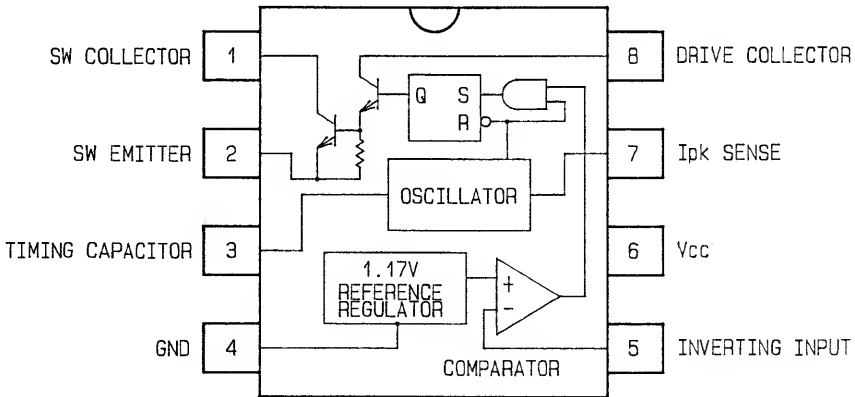 SW COLLECTOR 1 8 DRIVE COLLECTOR
Q S
R
SW EMITTER 2 7 Ipk SENSE
OSCILLATOR
TIMING CAPACITOR 3 6 Vcc
1.17V
REFERENCE
REGULATOR
+
−
GND 4 5 INVERTING INPUT
COMPARATOR